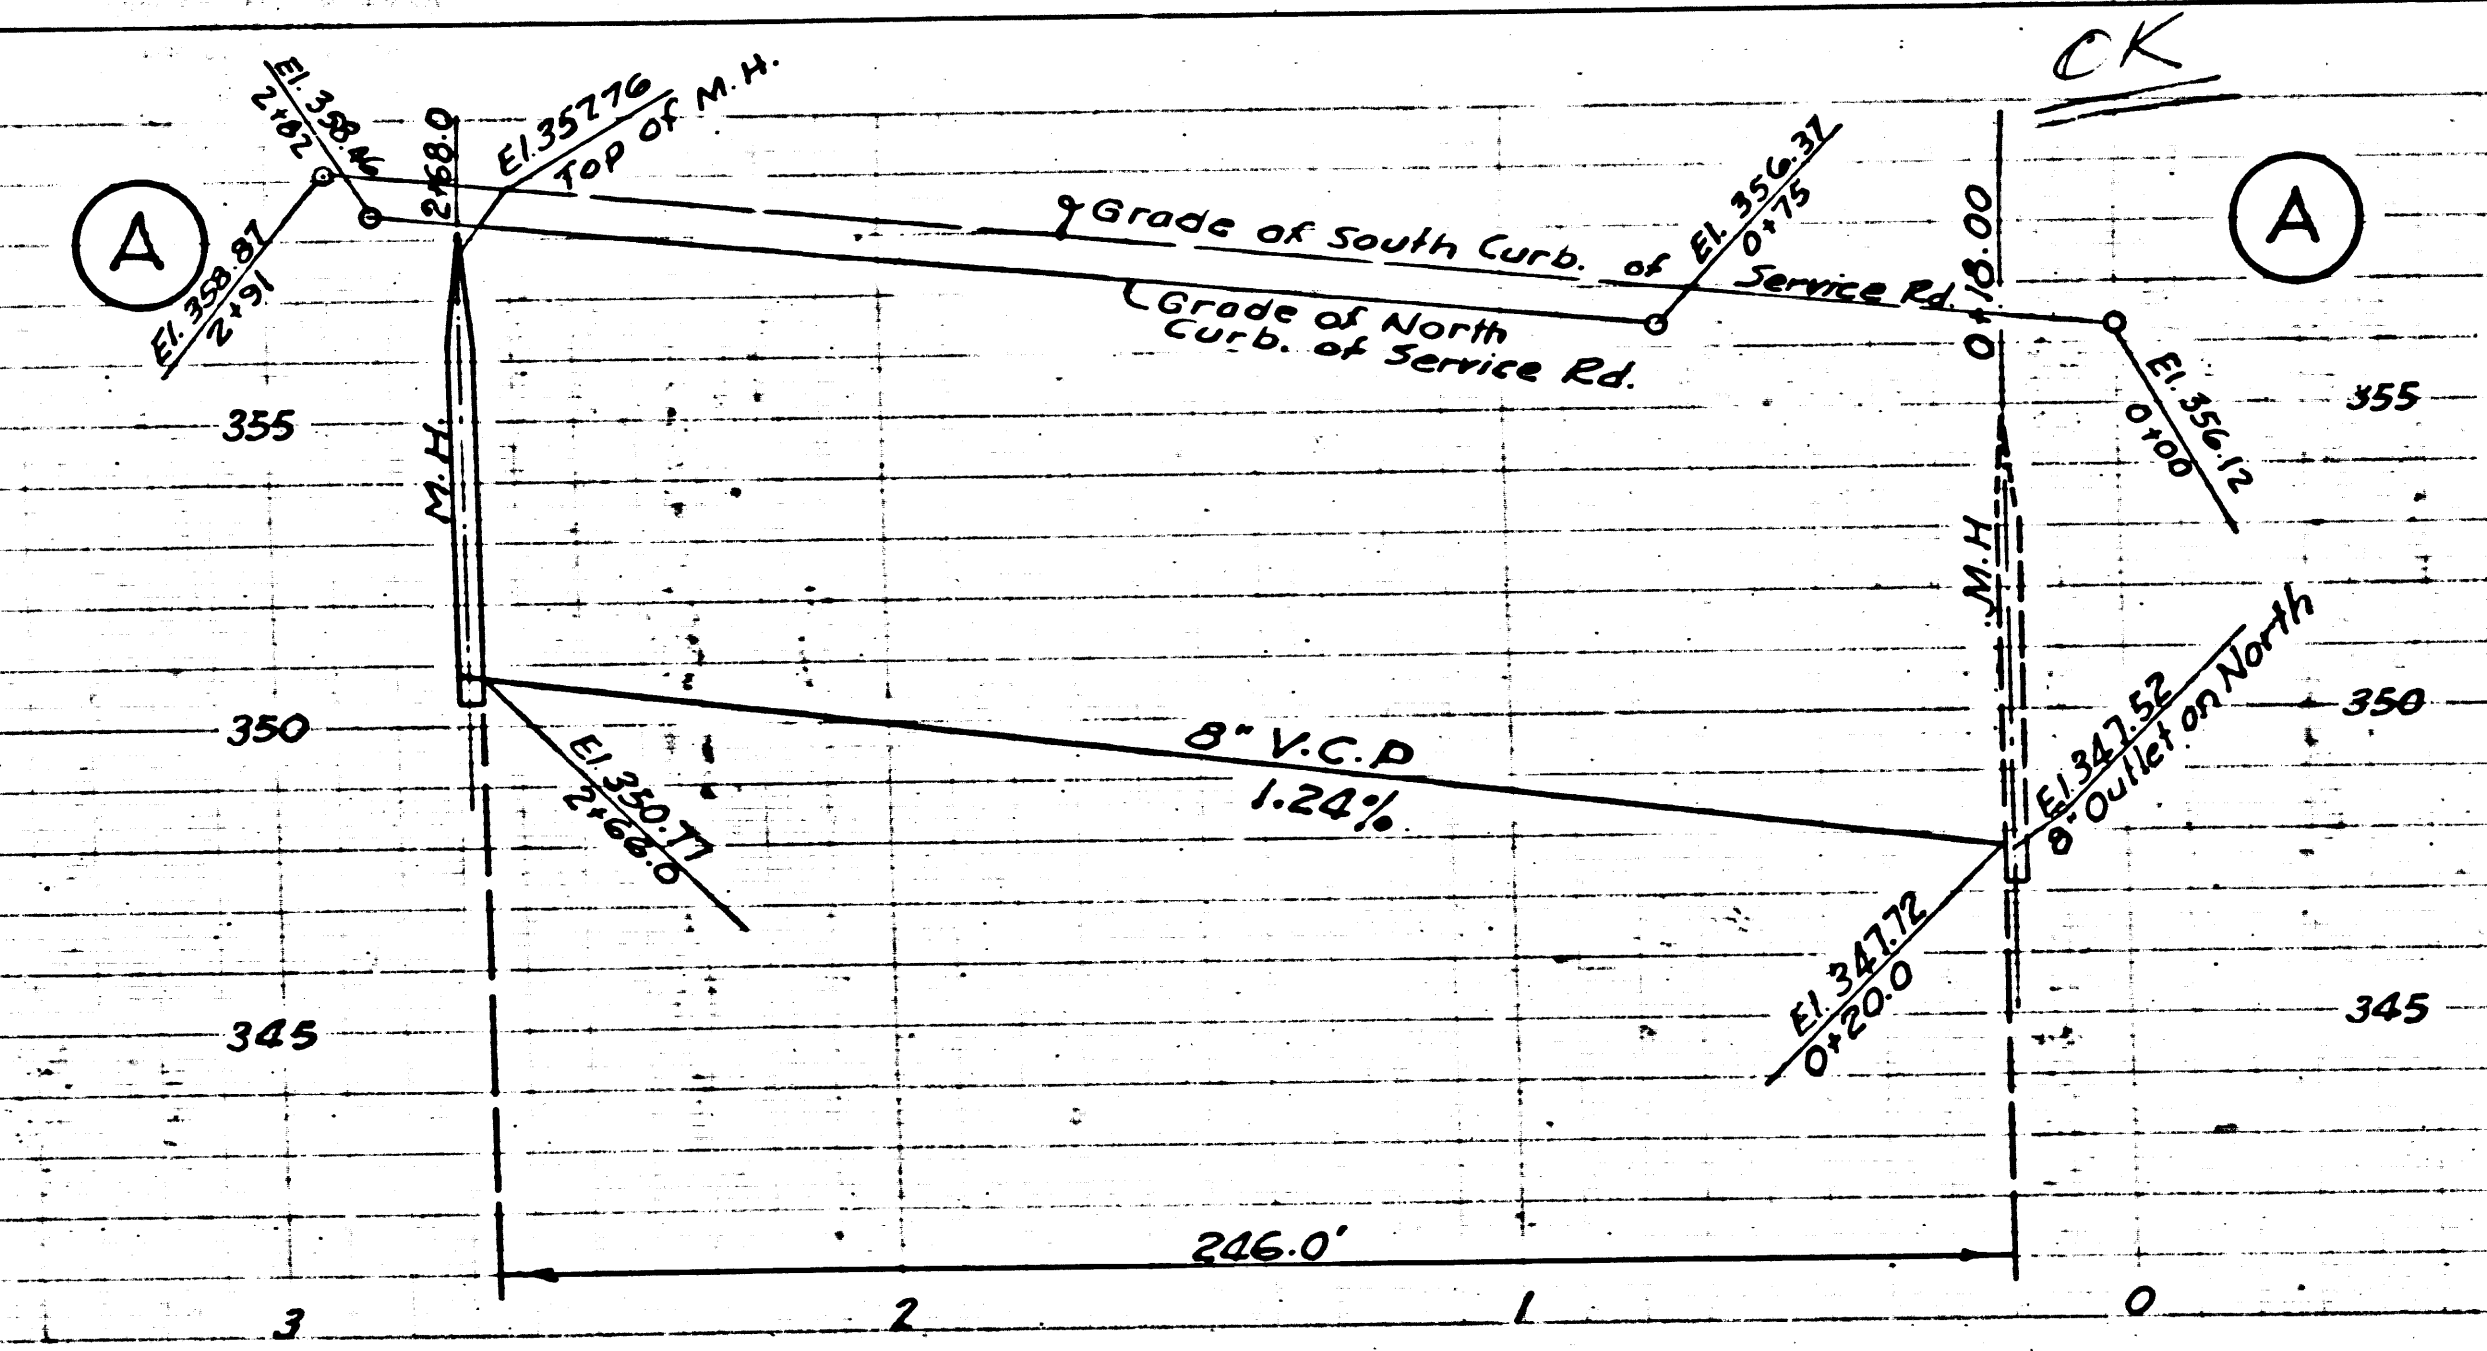 CK
El. 358.46
2+82
2+68.0
El. 357.76
Top of M.H.
El. 356.37
0+75
0+18.00
A
A
El. 358.87
2+91
Grade of South Curb. of Service Rd.
Grade of North
Curb. of Service Rd.
El. 356.12
0+00
355
355
M.H.
M.H
350
350
8" V.C.P
1.24%
El. 350.77
2+66.0
El. 347.52
8" Outlet on North
El. 347.72
0+20.0
345
345
246.0'
3
2
1
0